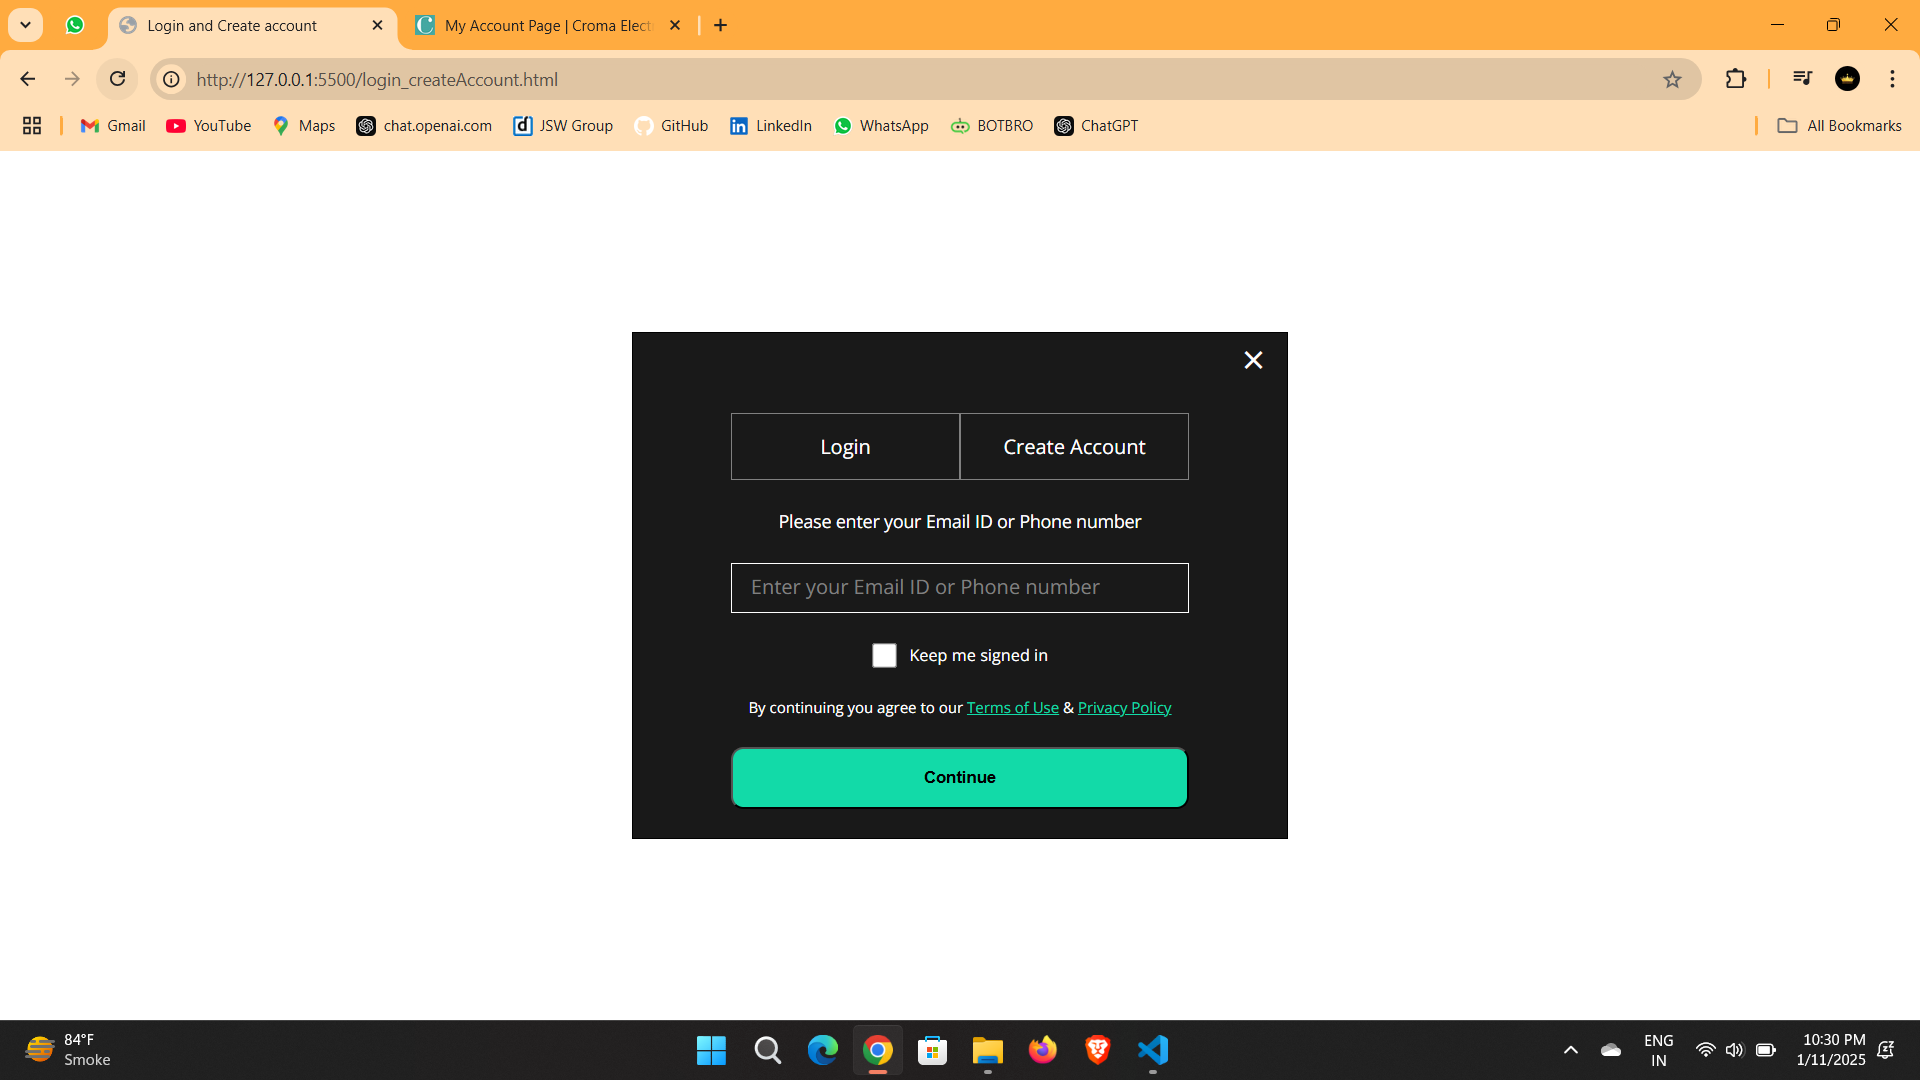 Login and Create account
My Account Page | Croma Elect
http://127.0.0.1:5500/login_createAccount.html
Gmail
YouTube
Maps
chat.openai.com
JSW Group
GitHub
LinkedIn
WhatsApp
BOTBRO
ChatGPT
All Bookmarks
Login
Create Account
Please enter your Email ID or Phone number
Enter your Email ID or Phone number
Keep me signed in
By continuing you agree to our Terms of Use & Privacy Policy
Continue
84°F
Smoke
ENG
IN
10:30 PM
1/11/2025